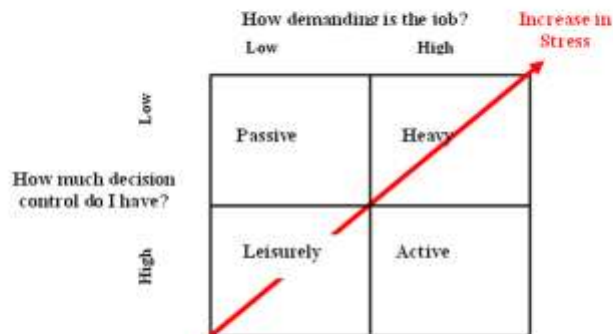 How demanding is the job?
Increase in
Stress
Low
High
Low
Passive
Heavy
How much decision
control do I have?
High
Leisurely
Active